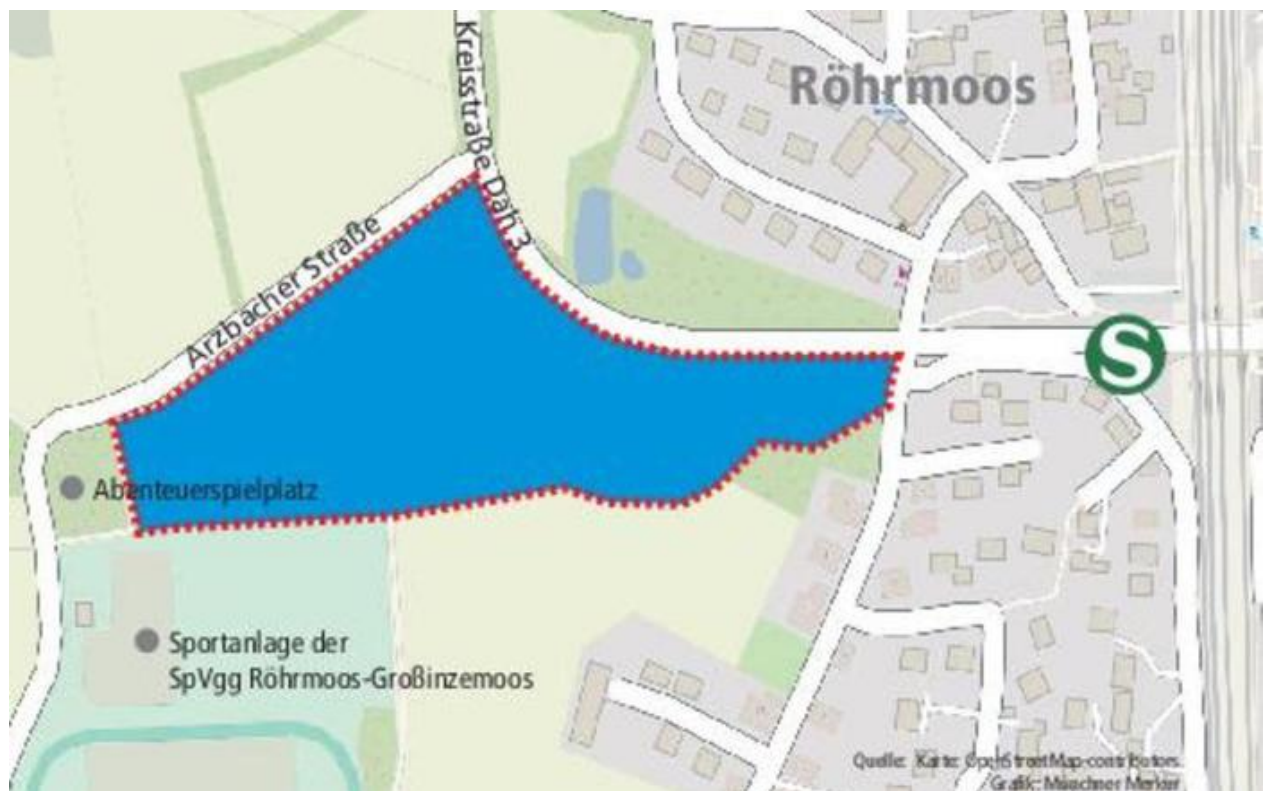 Röhrmoos
Kreisstraße Dah 3
Arzbacher Straße
S
Abenteuerspielplatz
Sportanlage der
SpVgg Röhrmoos-Großinzemoos
Quelle: Karte: OpenStreetMap-contributors
Grafik: Münchner Merkur